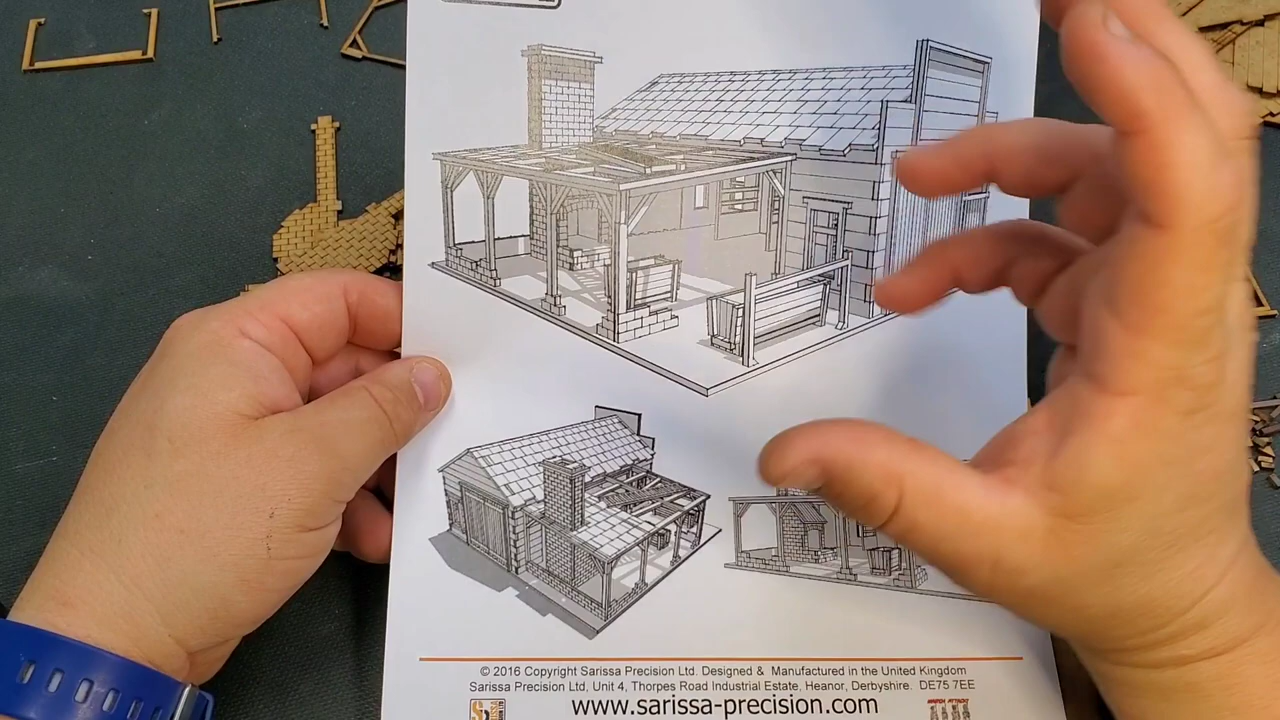 © 2016 Copyright Sarissa Precision Ltd. Designed & Manufactured in the United Kingdom
Sarissa Precision Ltd, Unit 4, Thorpes Road Industrial Estate, Heanor, Derbyshire. DE75 7EE
www.sarissa-precision.com